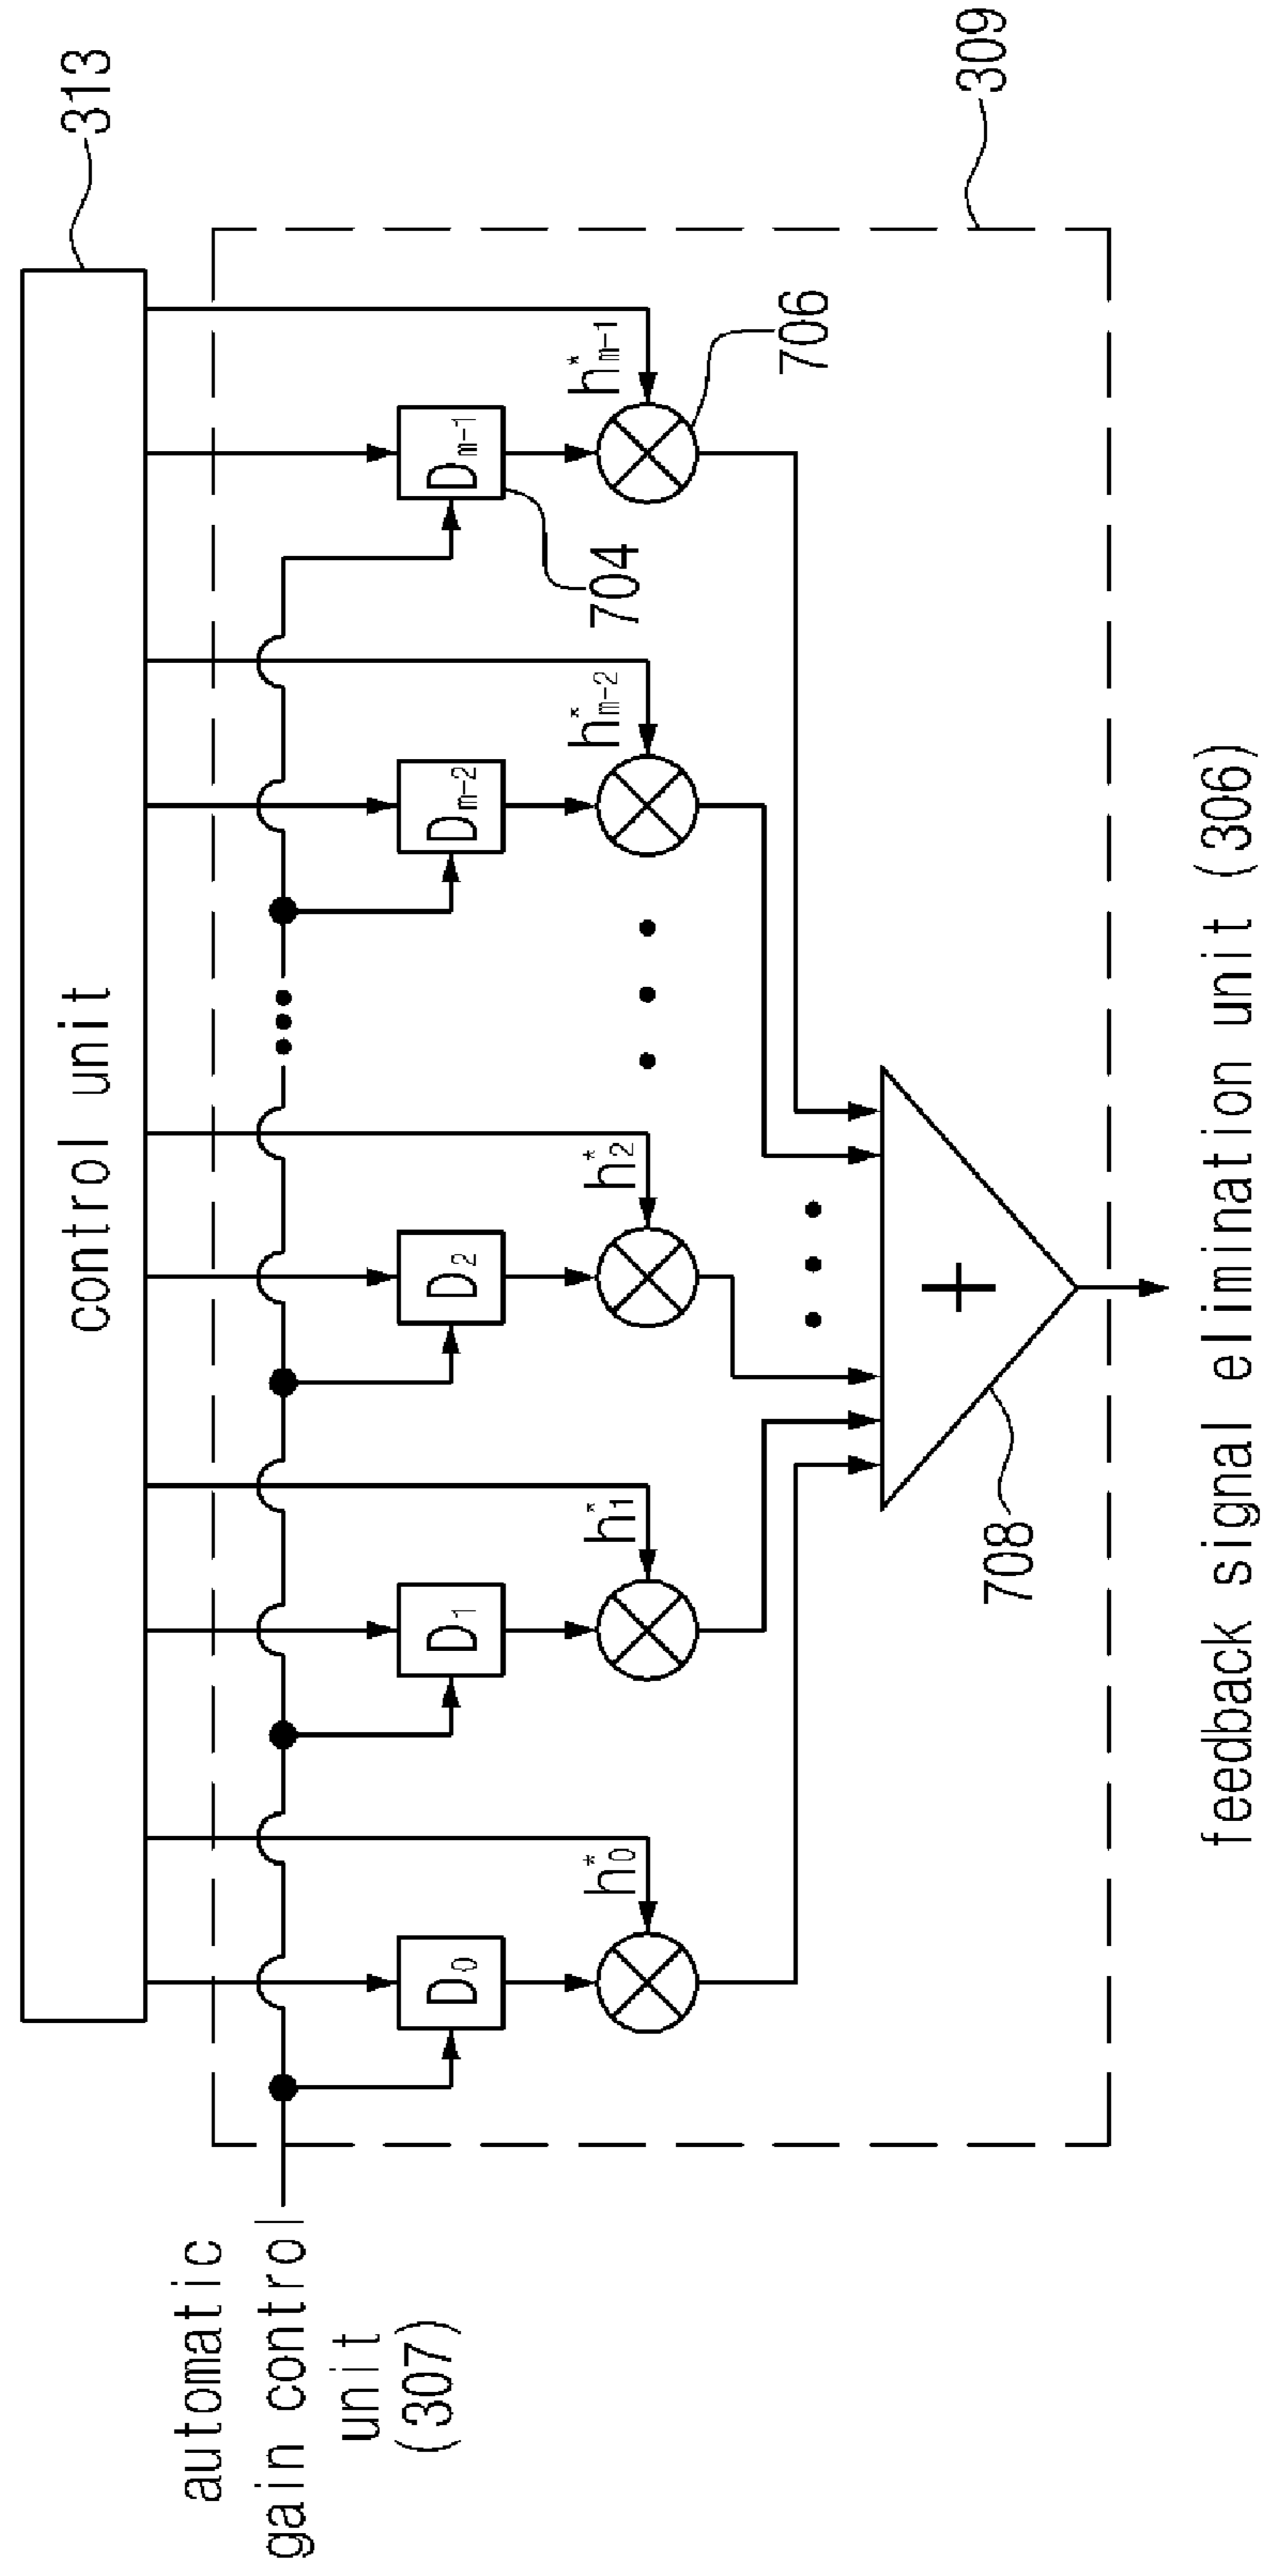 control unit
313
automatic
gain control
unit
(307)
D0
D1
D2
Dm-2
Dm-1
704
h*0
h*1
h*2
h*m-2
h*m-1
706
+
708
309
feedback signal elimination unit (306)